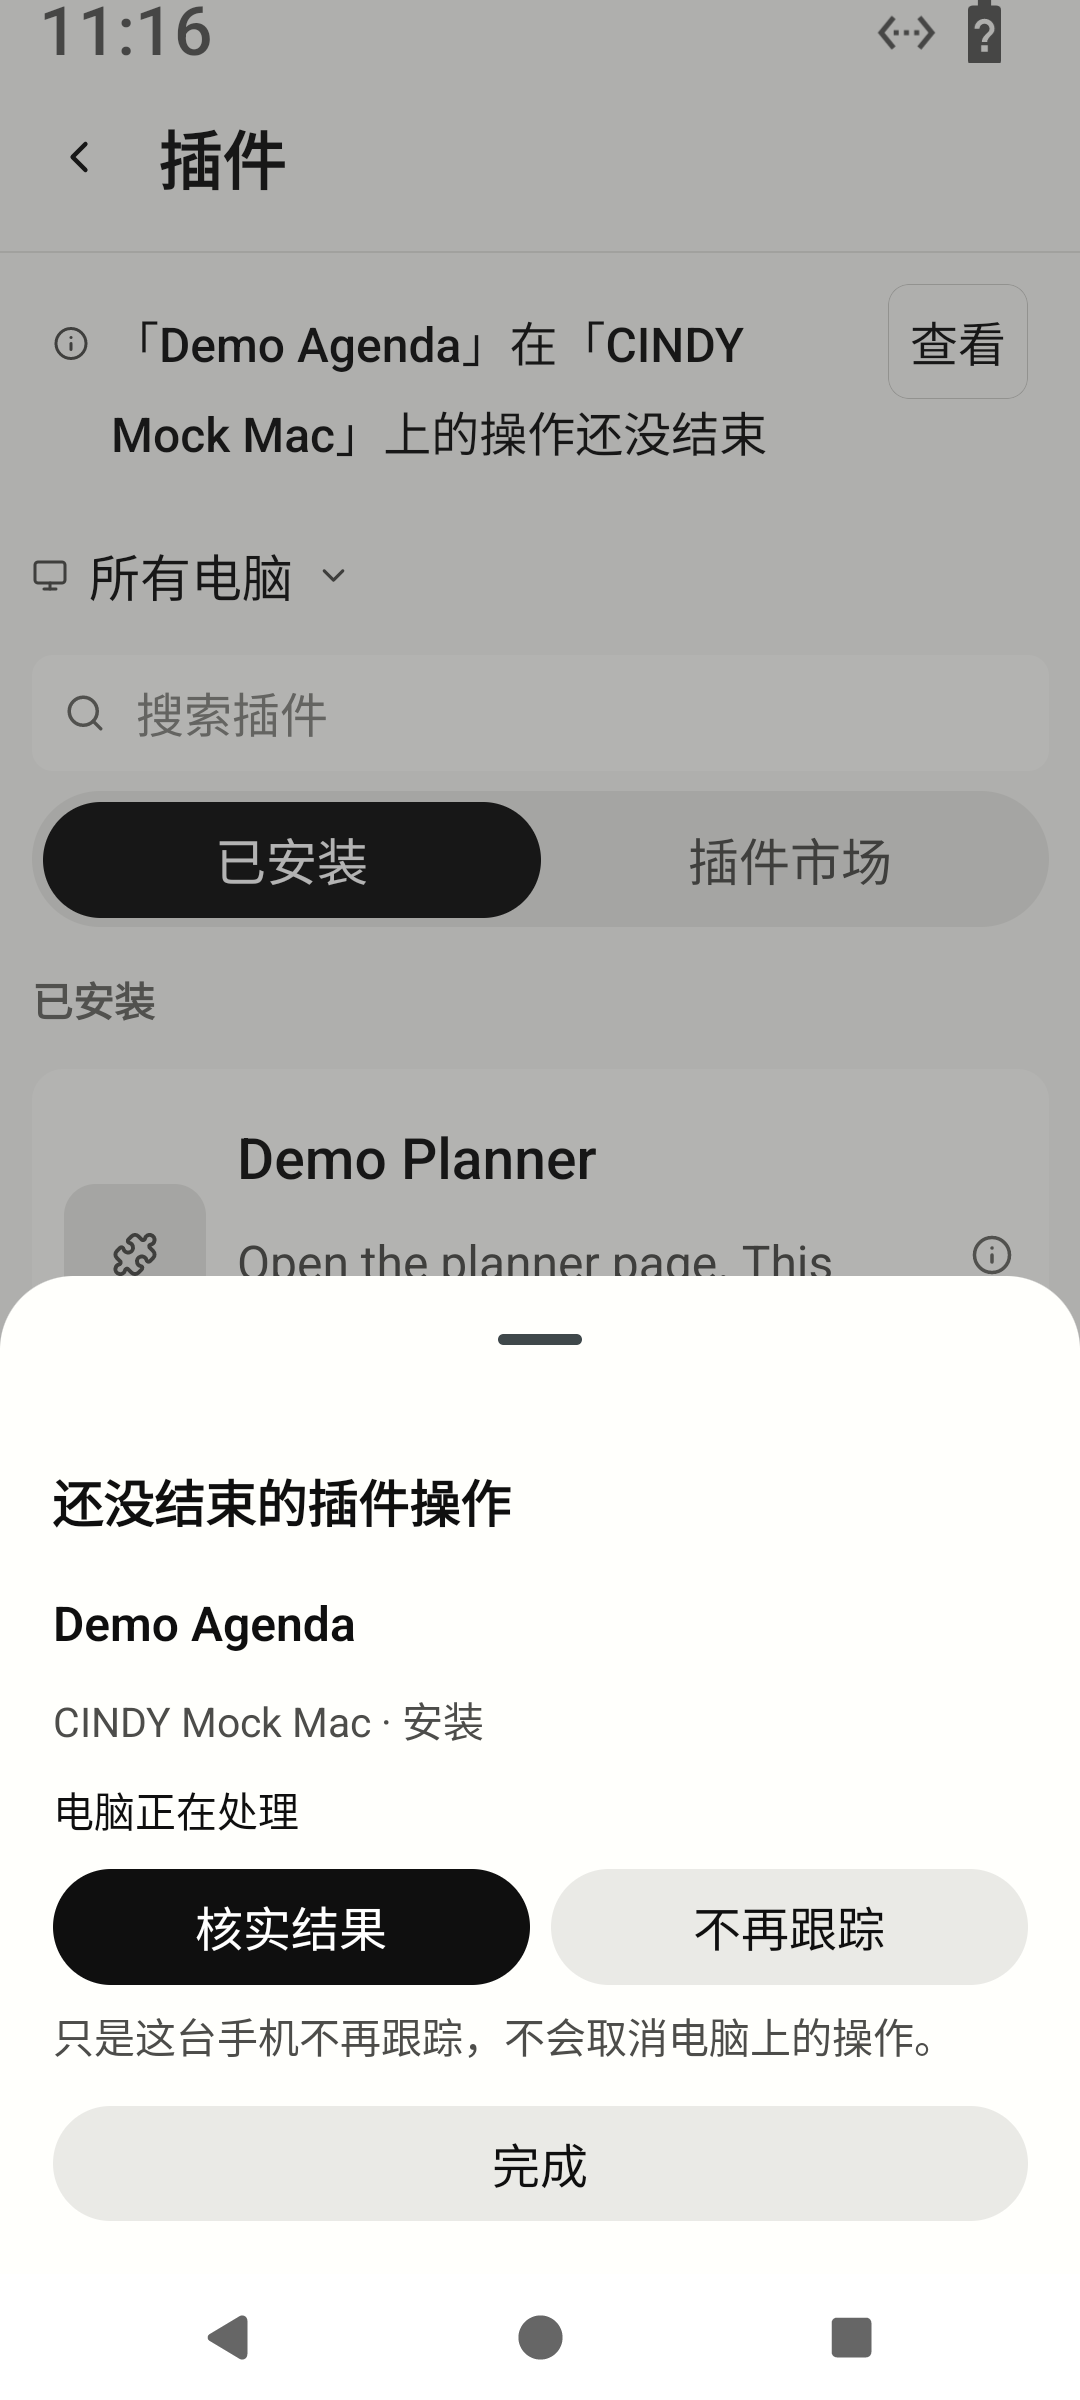 11:16
插件
「Demo Agenda」在「CINDY
Mock Mac」上的操作还没结束
查看
所有电脑
搜索插件
已安装
插件市场
已安装
Demo Planner
Open the planner page. This
还没结束的插件操作
Demo Agenda
CINDY Mock Mac · 安装
电脑正在处理
核实结果
不再跟踪
只是这台手机不再跟踪，不会取消电脑上的操作。
完成